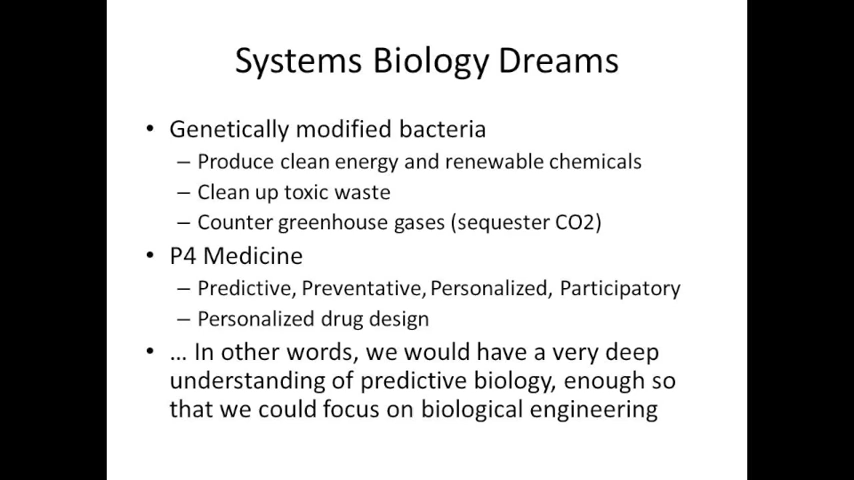 Systems Biology Dreams
• Genetically modified bacteria
– Produce clean energy and renewable chemicals
– Clean up toxic waste
– Counter greenhouse gases (sequester CO2)
• P4 Medicine
– Predictive, Preventative, Personalized, Participatory
– Personalized drug design
• … In other words, we would have a very deep
understanding of predictive biology, enough so
that we could focus on biological engineering